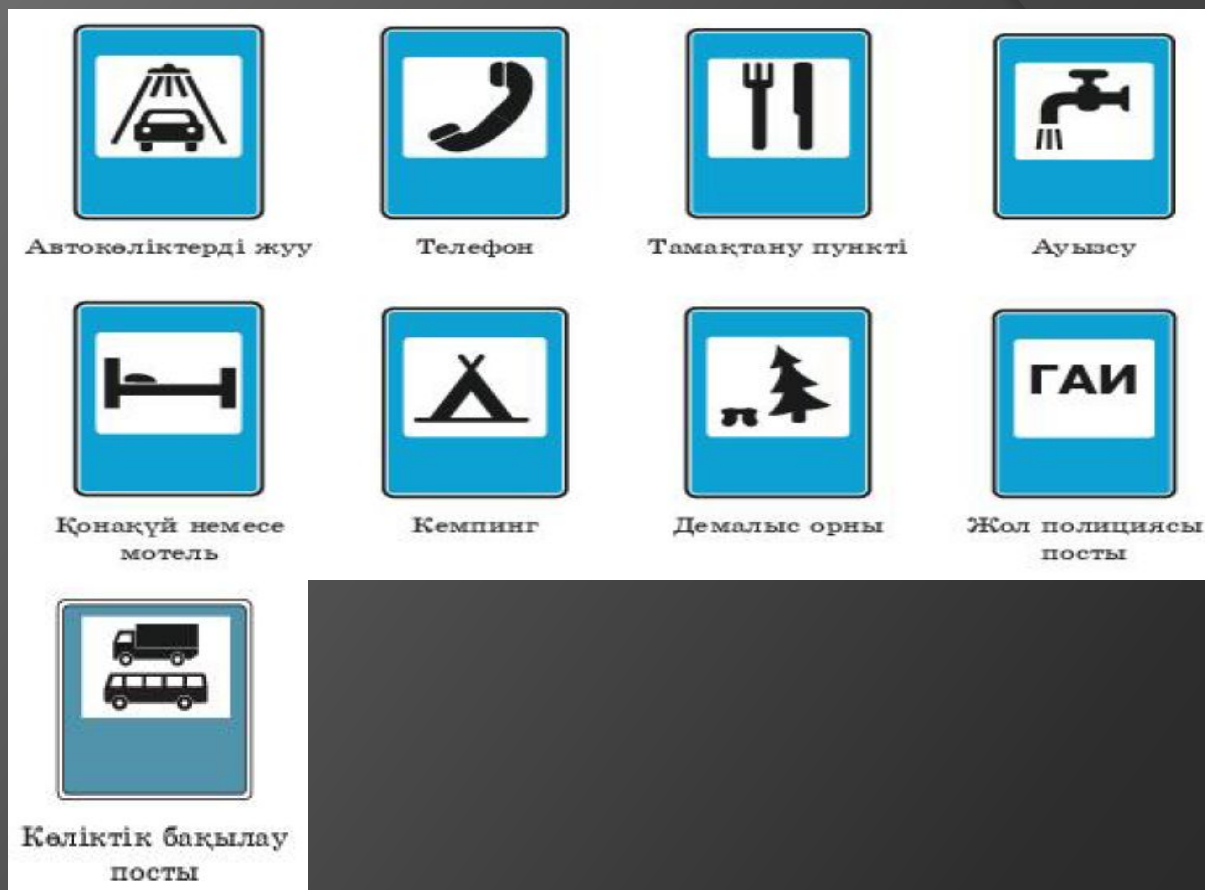 Автокөліктерді жуу
Телефон
Тамақтану пункті
Ауызсу
Қонақүй немесе
мотель
Кемпинг
Демалыс орны
ГАИ
Жол полициясы
посты
Көліктік бақылау
посты